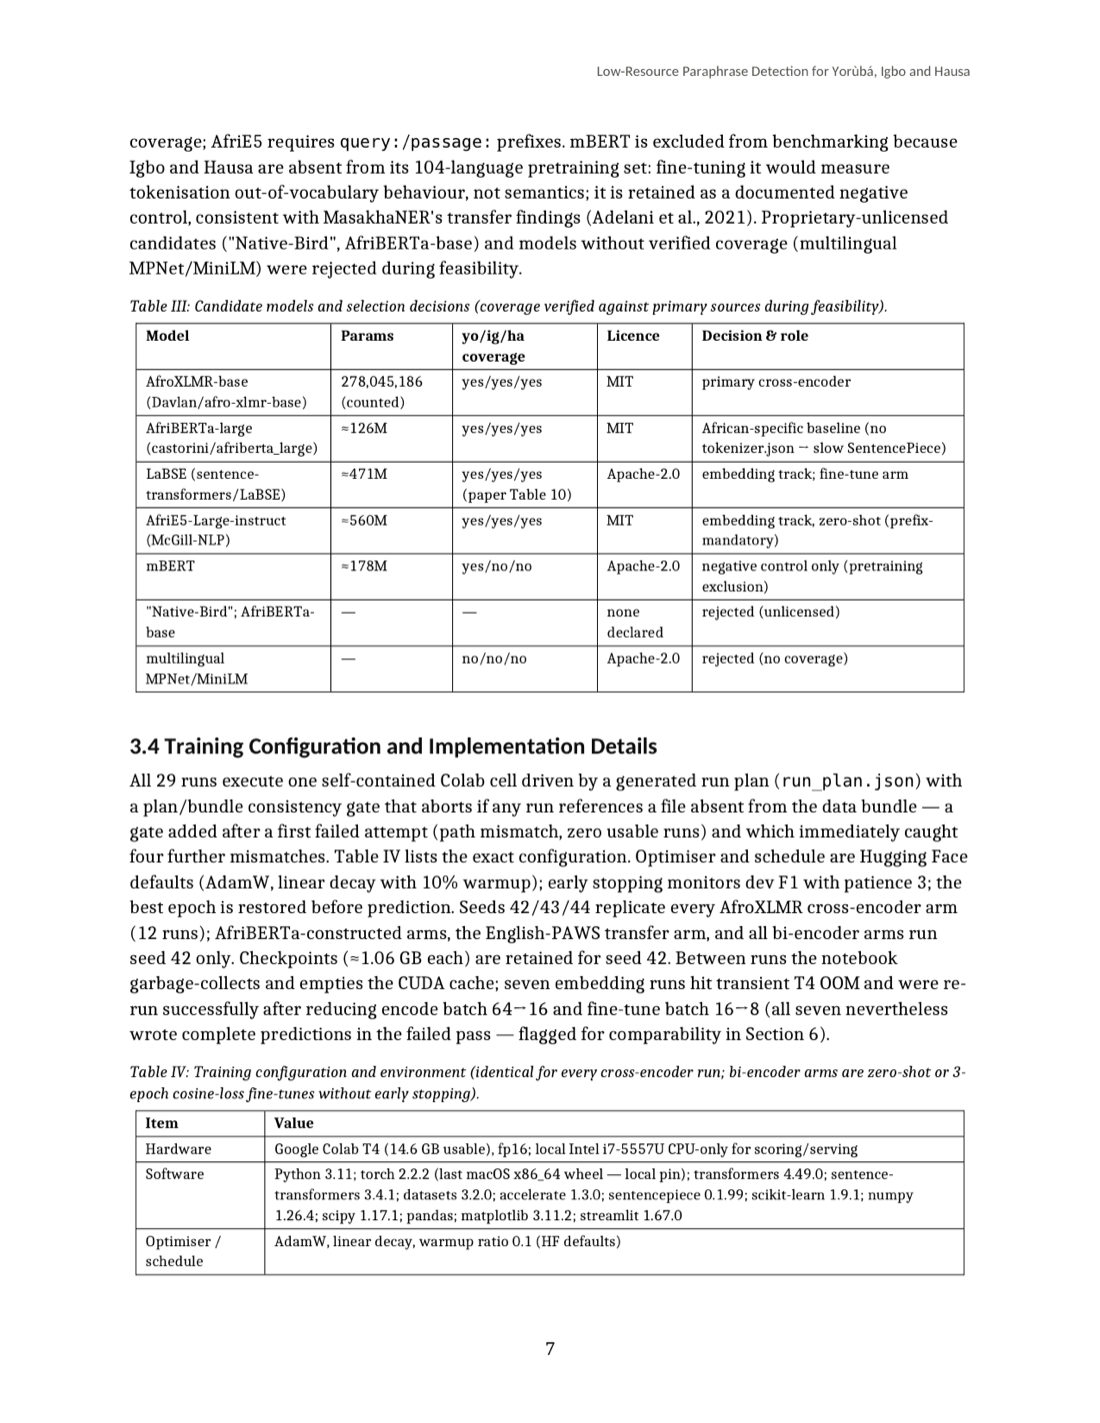 Low-Resource Paraphrase Detection for Yorùbá, Igbo and Hausa
coverage; AfriE5 requires query:/passage: prefixes. mBERT is excluded from benchmarking because
Igbo and Hausa are absent from its 104-language pretraining set: fine-tuning it would measure
tokenisation out-of-vocabulary behaviour, not semantics; it is retained as a documented negative
control, consistent with MasakhaNER's transfer findings (Adelani et al., 2021). Proprietary-unlicensed
candidates ("Native-Bird", AfriBERTa-base) and models without verified coverage (multilingual
MPNet/MiniLM) were rejected during feasibility.
Table III: Candidate models and selection decisions (coverage verified against primary sources during feasibility).
Model Params yo/ig/ha Licence Decision & role
coverage
AfroXLMR-base 278,045,186 yes/yes/yes MIT primary cross-encoder
(Davlan/afro-xlmr-base) (counted)
AfriBERTa-large ≈126M yes/yes/yes MIT African-specific baseline (no
(castorini/afriberta_large) tokenizer.json → slow SentencePiece)
LaBSE (sentence- ≈471M yes/yes/yes Apache-2.0 embedding track; fine-tune arm
transformers/LaBSE) (paper Table 10)
AfriE5-Large-instruct ≈560M yes/yes/yes MIT embedding track, zero-shot (prefix-
(McGill-NLP) mandatory)
mBERT ≈178M yes/no/no Apache-2.0 negative control only (pretraining
exclusion)
"Native-Bird"; AfriBERTa- — — none rejected (unlicensed)
base declared
multilingual — no/no/no Apache-2.0 rejected (no coverage)
MPNet/MiniLM
3.4 Training Configuration and Implementation Details
All 29 runs execute one self-contained Colab cell driven by a generated run plan (run_plan.json) with
a plan/bundle consistency gate that aborts if any run references a file absent from the data bundle — a
gate added after a first failed attempt (path mismatch, zero usable runs) and which immediately caught
four further mismatches. Table IV lists the exact configuration. Optimiser and schedule are Hugging Face
defaults (AdamW, linear decay with 10% warmup); early stopping monitors dev F1 with patience 3; the
best epoch is restored before prediction. Seeds 42/43/44 replicate every AfroXLMR cross-encoder arm
(12 runs); AfriBERTa-constructed arms, the English-PAWS transfer arm, and all bi-encoder arms run
seed 42 only. Checkpoints (≈1.06 GB each) are retained for seed 42. Between runs the notebook
garbage-collects and empties the CUDA cache; seven embedding runs hit transient T4 OOM and were re-
run successfully after reducing encode batch 64→16 and fine-tune batch 16→8 (all seven nevertheless
wrote complete predictions in the failed pass — flagged for comparability in Section 6).
Table IV: Training configuration and environment (identical for every cross-encoder run; bi-encoder arms are zero-shot or 3-
epoch cosine-loss fine-tunes without early stopping).
Item Value
Hardware Google Colab T4 (14.6 GB usable), fp16; local Intel i7-5557U CPU-only for scoring/serving
Software Python 3.11; torch 2.2.2 (last macOS x86_64 wheel — local pin); transformers 4.49.0; sentence-
transformers 3.4.1; datasets 3.2.0; accelerate 1.3.0; sentencepiece 0.1.99; scikit-learn 1.9.1; numpy
1.26.4; scipy 1.17.1; pandas; matplotlib 3.11.2; streamlit 1.67.0
Optimiser / AdamW, linear decay, warmup ratio 0.1 (HF defaults)
schedule
7